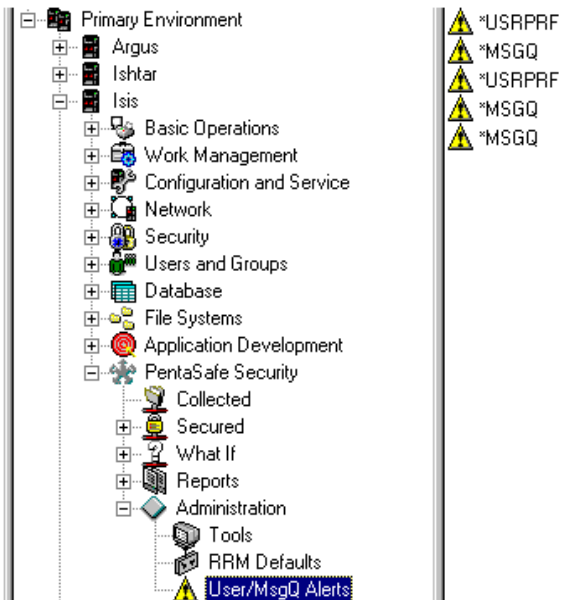 Primary Environment
Argus
Ishtar
Isis
Basic Operations
Work Management
Configuration and Service
Network
Security
Users and Groups
Database
File Systems
Application Development
PentaSafe Security
Collected
Secured
What If
Reports
Administration
Tools
RRM Defaults
User/MsgQ Alerts
*USRPRF
*MSGQ
*USRPRF
*MSGQ
*MSGQ